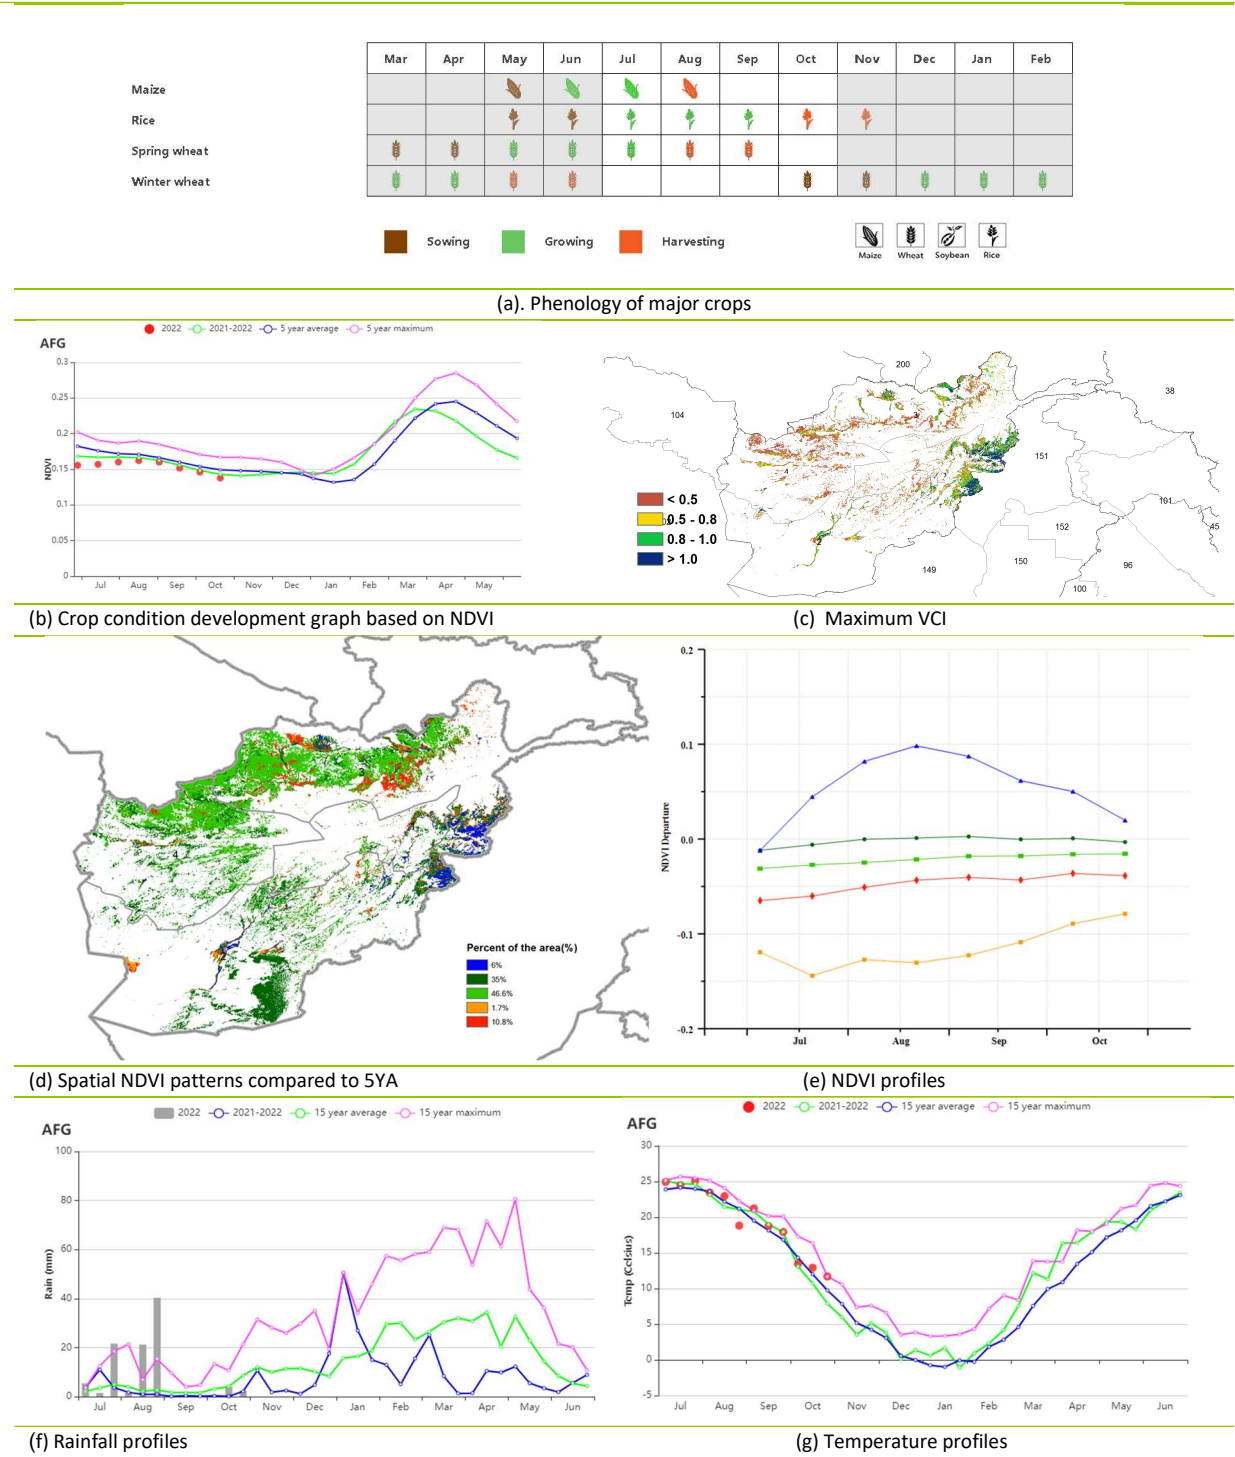 Mar Apr May Jun Jul Aug Sep Oct Nov Dec Jan Feb
Maize
Rice
Spring wheat
Winter wheat
Sowing Growing Harvesting
Maize Wheat Soybean Rice
(a). Phenology of major crops
2022 2021-2022 5 year average 5 year maximum
AFG
0.3
0.25
0.2
0.15
0.1
0.05
0
NDVI
Jul Aug Sep Oct Nov Dec Jan Feb Mar Apr May
200
38
104
151
4
2
101
45
152
149
150
96
100
< 0.5
0.5 - 0.8
0.8 - 1.0
> 1.0
(b) Crop condition development graph based on NDVI
(c) Maximum VCI
4
Percent of the area(%)
6%
35%
46.6%
1.7%
10.8%
0.2
0.1
0.0
-0.1
-0.2
NDVI Departure
Jul Aug Sep Oct
(d) Spatial NDVI patterns compared to 5YA
(e) NDVI profiles
2022 2021-2022 15 year average 15 year maximum
AFG
100
80
60
40
20
0
Rain (mm)
Jul Aug Sep Oct Nov Dec Jan Feb Mar Apr May Jun
2022 2021-2022 15 year average 15 year maximum
AFG
30
25
20
15
10
5
0
-5
Temp (Celsius)
Jul Aug Sep Oct Nov Dec Jan Feb Mar Apr May Jun
(f) Rainfall profiles
(g) Temperature profiles